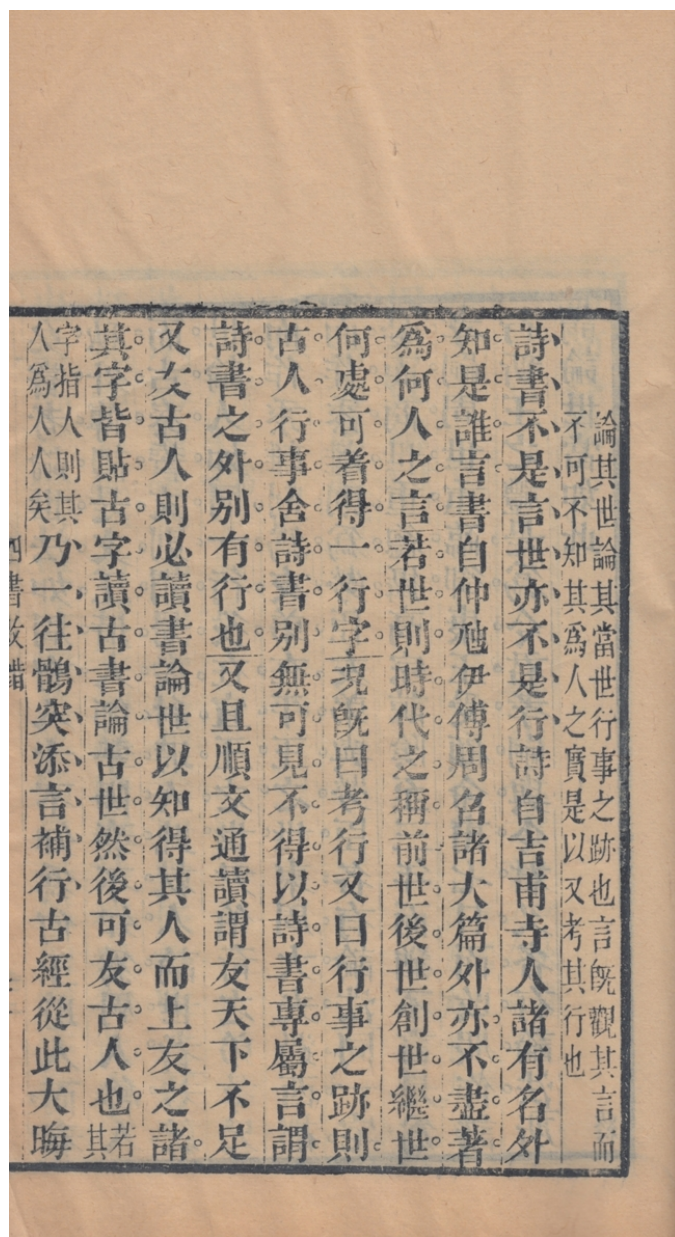 論其世論其當世行事之跡也言旣觀其言而
不可不知其爲人之實是以又考其行也
詩書不是言世亦不是行詩自吉甫寺人諸有名外
知是誰言書自仲虺伊傅周召諸大篇外亦不盡著
爲何人之言若世則時代之稱前世後世創世繼世
何處可着得一行字況旣曰考行又曰行事之跡則
古人行事舍詩書別無可見不得以詩書專屬言謂
詩書之外別有行也又且順文通讀謂友天下不足
又友古人則必讀書論世以知得其人而上友之諸
其字皆貼古字讀古書論古世然後可友古人也若
其
字指人則其
人爲人人矣乃一往鶻突添言補行古經從此大晦
四書改錯